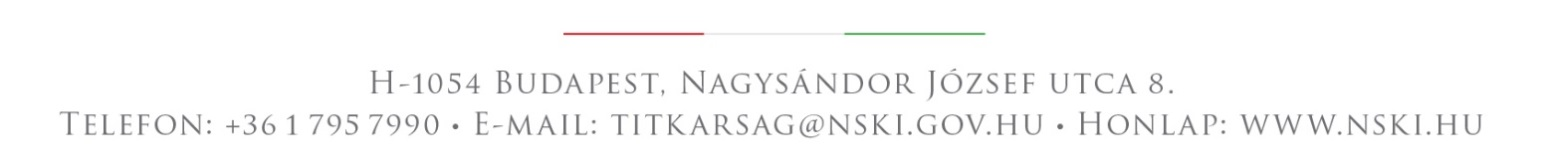 H-1054 Budapest, Nagysándor József utca 8.
Telefon: +36 1 795 7990 • E-mail: titkarsag@nski.gov.hu • Honlap: www.nski.hu